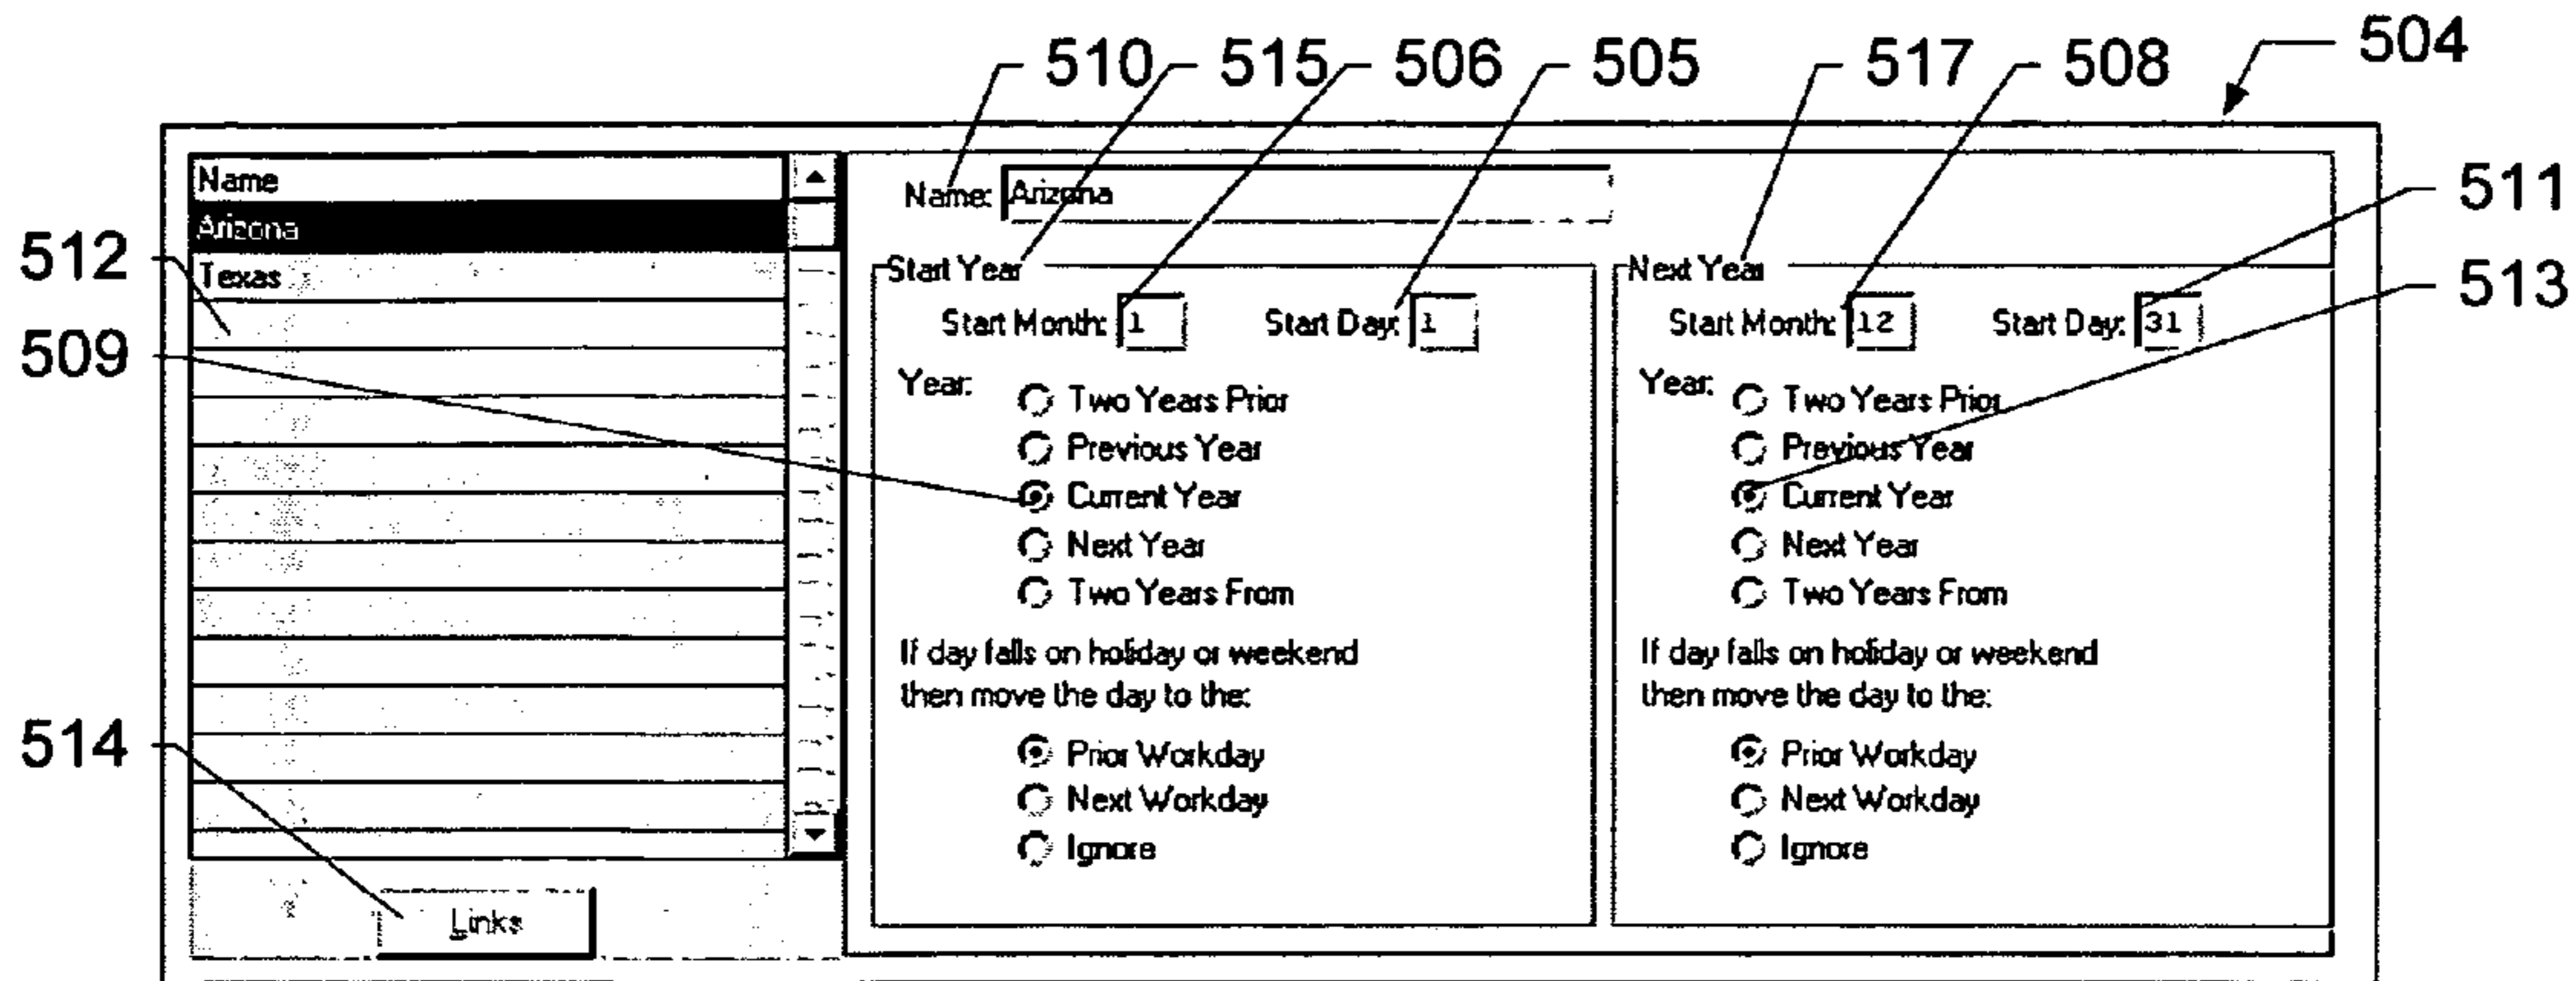 510 515 506 505 517 508 504
511
513
512
509
514
Name
Arizona
Texas
Links
Name: Arizona
Start Year
Start Month: 1 Start Day: 1
Year:
Two Years Prior
Previous Year
Current Year
Next Year
Two Years From
If day falls on holiday or weekend
then move the day to the:
Prior Workday
Next Workday
Ignore
Next Year
Start Month: 12 Start Day: 31
Year:
Two Years Prior
Previous Year
Current Year
Next Year
Two Years From
If day falls on holiday or weekend
then move the day to the:
Prior Workday
Next Workday
Ignore